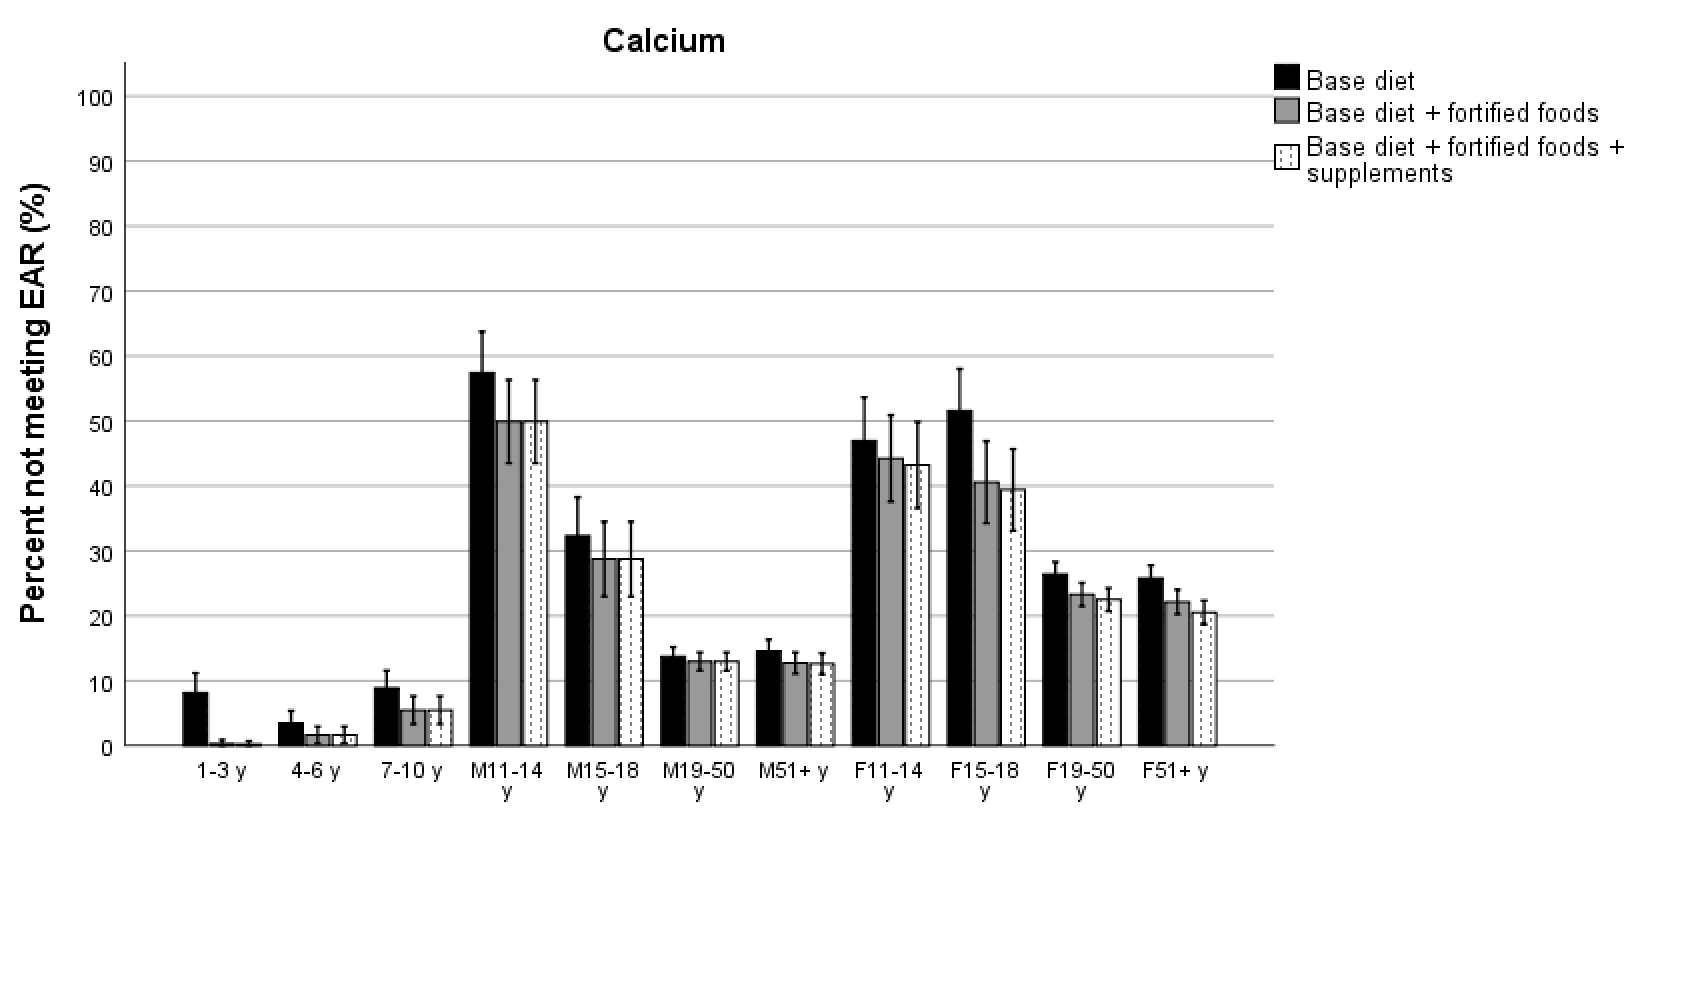 Calcium
Base diet
Base diet + fortified foods
Base diet + fortified foods +
supplements
Percent not meeting EAR (%)
100
90
80
70
60
50
40
30
20
10
0
1-3 y
4-6 y
7-10 y
M11-14
y
M15-18
y
M19-50
y
M51+ y
F11-14
y
F15-18
y
F19-50
y
F51+ y